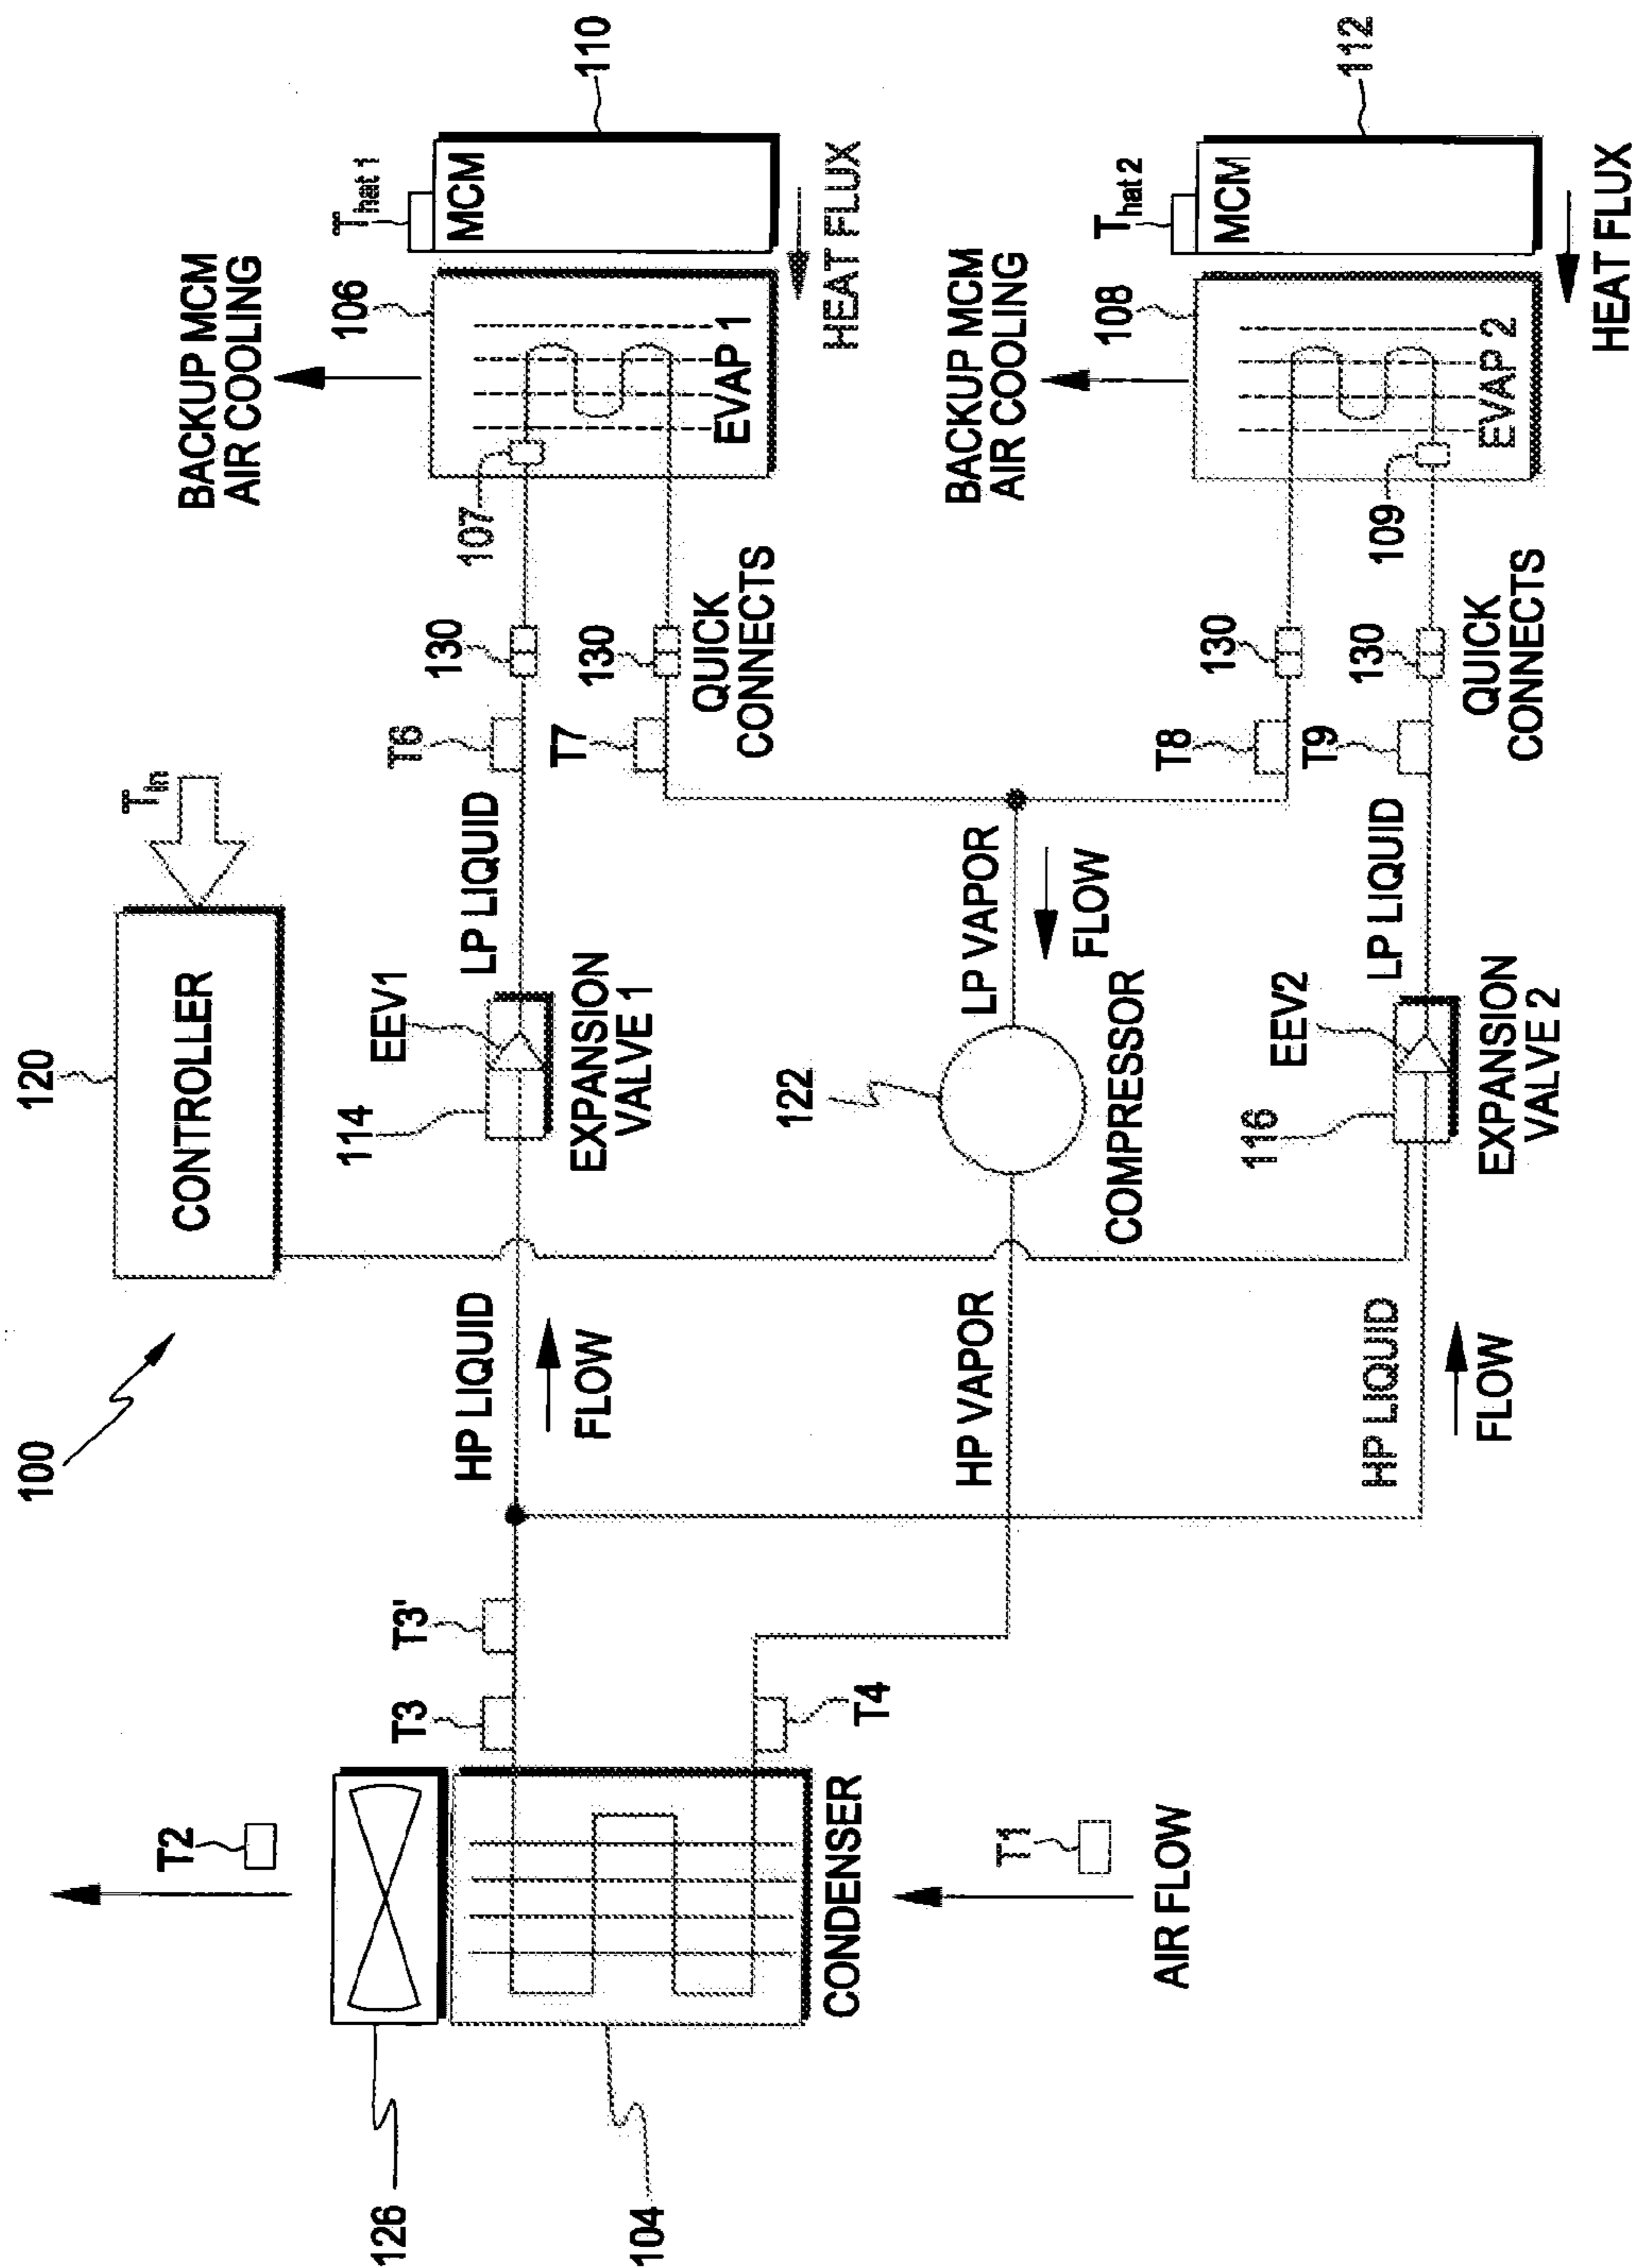 100
120
CONTROLLER
T_in
126
104
T2
T3
T3'
T4
CONDENSER
T1
AIR FLOW
HP LIQUID
FLOW
114
EEV1
EXPANSION
VALVE 1
LP LIQUID
T6
130
T7
130
QUICK
CONNECTS
107
BACKUP MCM
AIR COOLING
106
EVAP 1
T_hat 1
MCM
110
HEAT FLUX
HP VAPOR
122
COMPRESSOR
LP VAPOR
FLOW
HP LIQUID
FLOW
116
EEV2
EXPANSION
VALVE 2
LP LIQUID
T8
130
T9
130
QUICK
CONNECTS
109
BACKUP MCM
AIR COOLING
108
EVAP 2
T_hat 2
MCM
112
HEAT FLUX